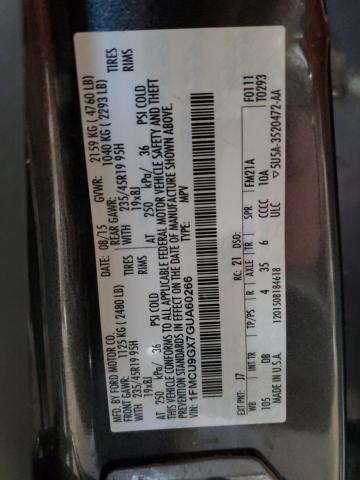 MFD. BY FORD MOTOR CO.
08/15 GVWR: 2159 KG ( 4760 LB)
FRONT GAWR: 1125 KG ( 2480 LB) REAR GAWR: 1040 KG ( 2293 LB)
WITH 235/45R19 95H TIRES WITH 235/45R19 95H TIRES
19x8J RIMS 19x8J RIMS
AT 250 kPa/ 36 PSI COLD AT 250 kPa/ 36 PSI COLD
THIS VEHICLE CONFORMS TO ALL APPLICABLE FEDERAL MOTOR VEHICLE SAFETY AND THEFT
PREVENTION STANDARDS IN EFFECT ON THE DATE OF MANUFACTURE SHOWN ABOVE.
VIN: 1FMCU9GX7GUA60266 TYPE: MPV
F0111
T0293
EXT PNT: J7 RC: 21 DSO: FM21A
WB INT TR TP/PS R AXLE TR SPR 10A
105 DB 4 35 6 CCCC
MADE IN U.S.A. 1201508184618 ULC ▽5U5A-3520472-AA